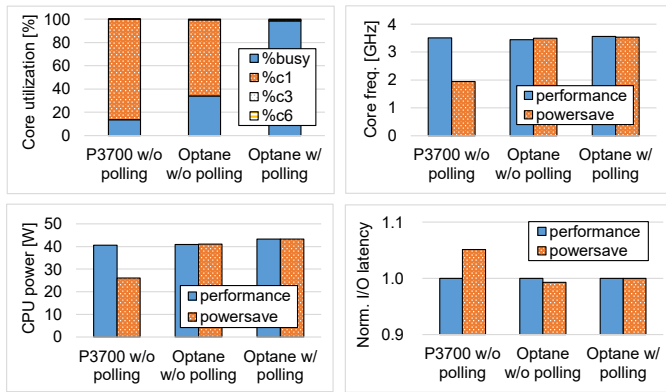 Core utilization [%]
100
80
60
40
20
0
%busy
%c1
%c3
%c6
P3700 w/o
polling
Optane
w/o polling
Optane w/
polling
Core freq. [GHz]
4
3
2
1
0
performance
powersave
P3700 w/o
polling
Optane
w/o polling
Optane w/
polling
CPU power [W]
50
40
30
20
10
0
performance
powersave
P3700 w/o
polling
Optane
w/o polling
Optane w/
polling
Norm. I/O latency
1.1
1.0
0.9
performance
powersave
P3700 w/o
polling
Optane
w/o polling
Optane w/
polling